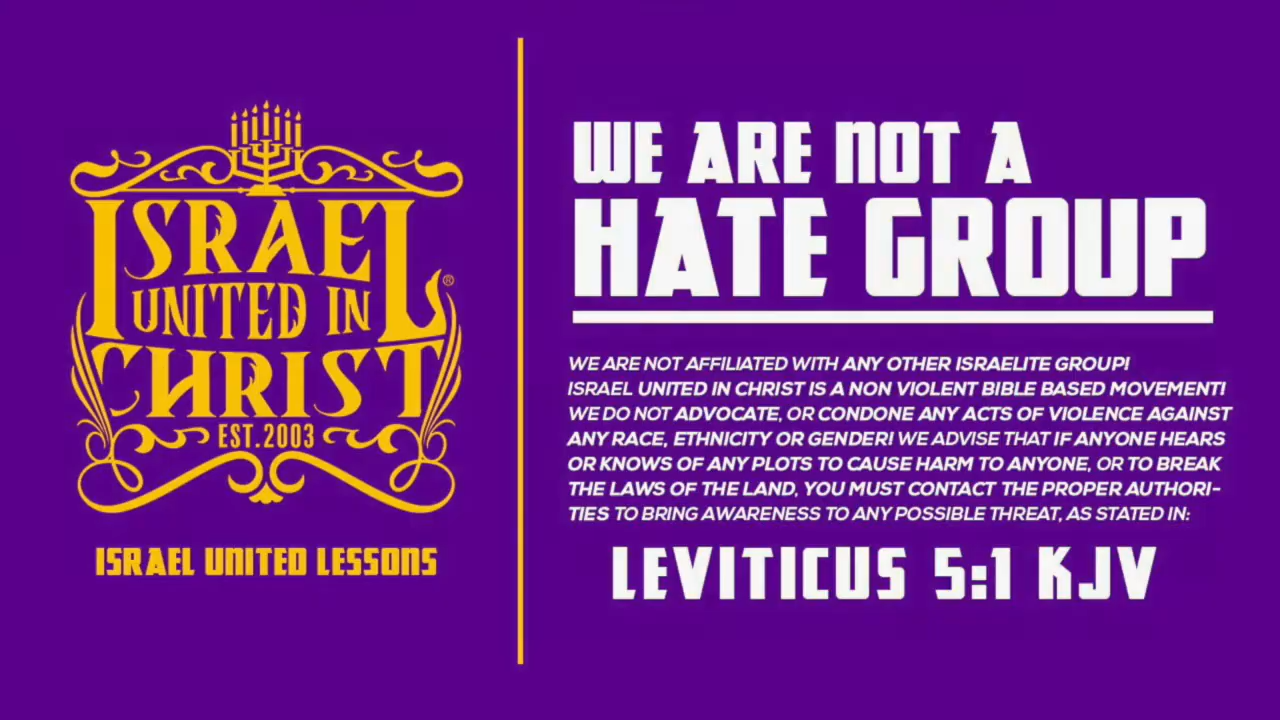 ISRAEL
UNITED IN
CHRIST
®
EST. 2003
ISRAEL UNITED LESSONS
WE ARE NOT A
HATE GROUP
WE ARE NOT AFFILIATED WITH ANY OTHER ISRAELITE GROUP!
ISRAEL UNITED IN CHRIST IS A NON VIOLENT BIBLE BASED MOVEMENT!
WE DO NOT ADVOCATE, OR CONDONE ANY ACTS OF VIOLENCE AGAINST
ANY RACE, ETHNICITY OR GENDER! WE ADVISE THAT IF ANYONE HEARS
OR KNOWS OF ANY PLOTS TO CAUSE HARM TO ANYONE, OR TO BREAK
THE LAWS OF THE LAND, YOU MUST CONTACT THE PROPER AUTHORI-
TIES TO BRING AWARENESS TO ANY POSSIBLE THREAT, AS STATED IN:
LEVITICUS 5:1 KJV